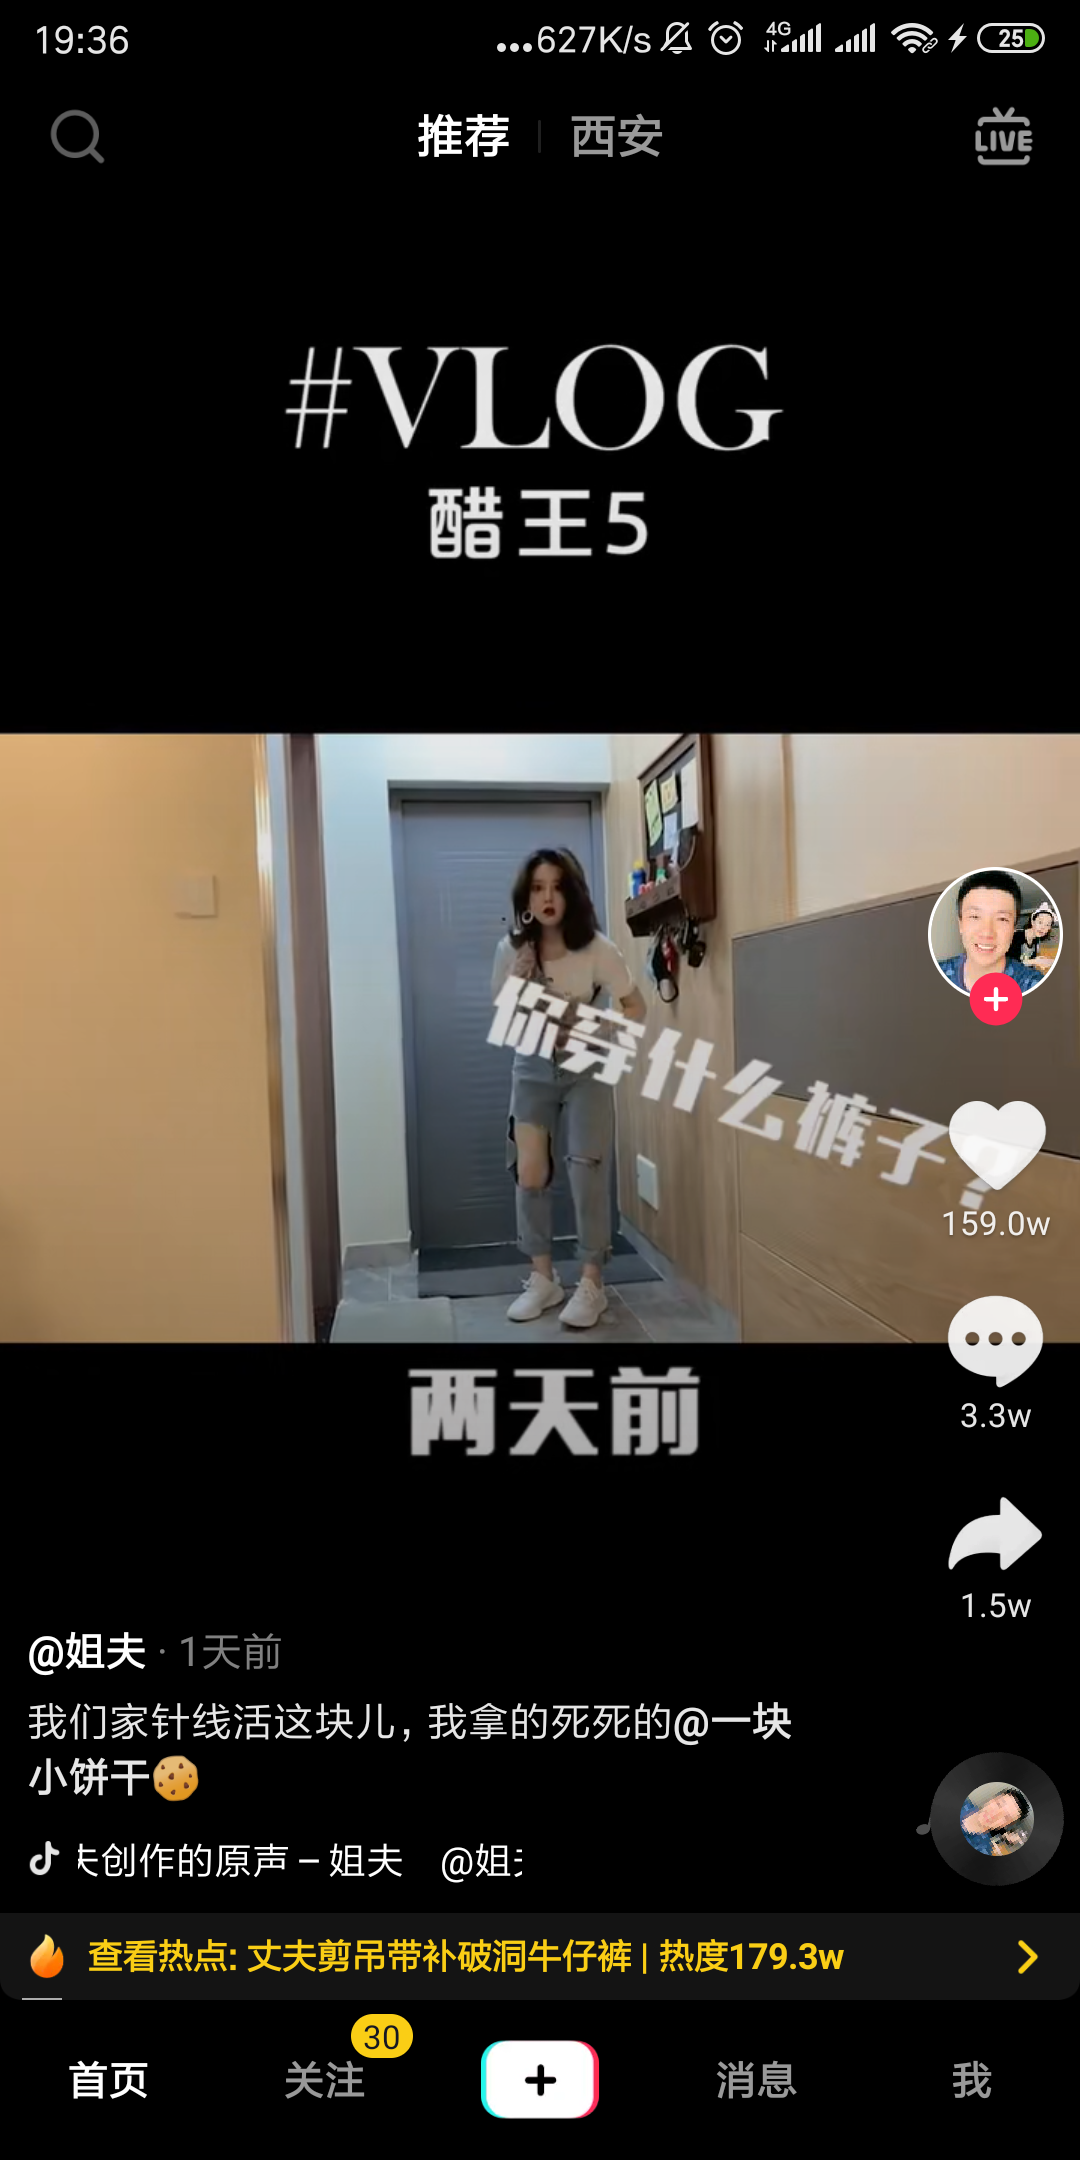 19:36
...627K/s
4G
25
推荐
西安
LIVE
#VLOG
醋王5
你穿什么裤子?
159.0w
3.3w
两天前
1.5w
@姐夫 · 1天前
我们家针线活这块儿, 我拿的死死的@一块
小饼干
夫创作的原声 – 姐夫 @姐夫
查看热点: 丈夫剪吊带补破洞牛仔裤 | 热度179.3w
首页
关注
30
消息
我